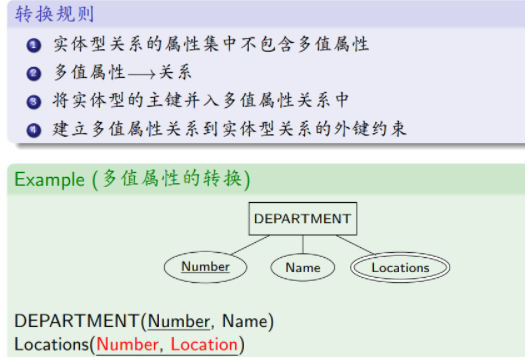 转换规则
1 实体型关系的属性集中不包含多值属性
2 多值属性⟶关系
3 将实体型的主键并入多值属性关系中
4 建立多值属性关系到实体型关系的外键约束
Example (多值属性的转换)
DEPARTMENT
Number Name Locations
DEPARTMENT(Number, Name)
Locations(Number, Location)